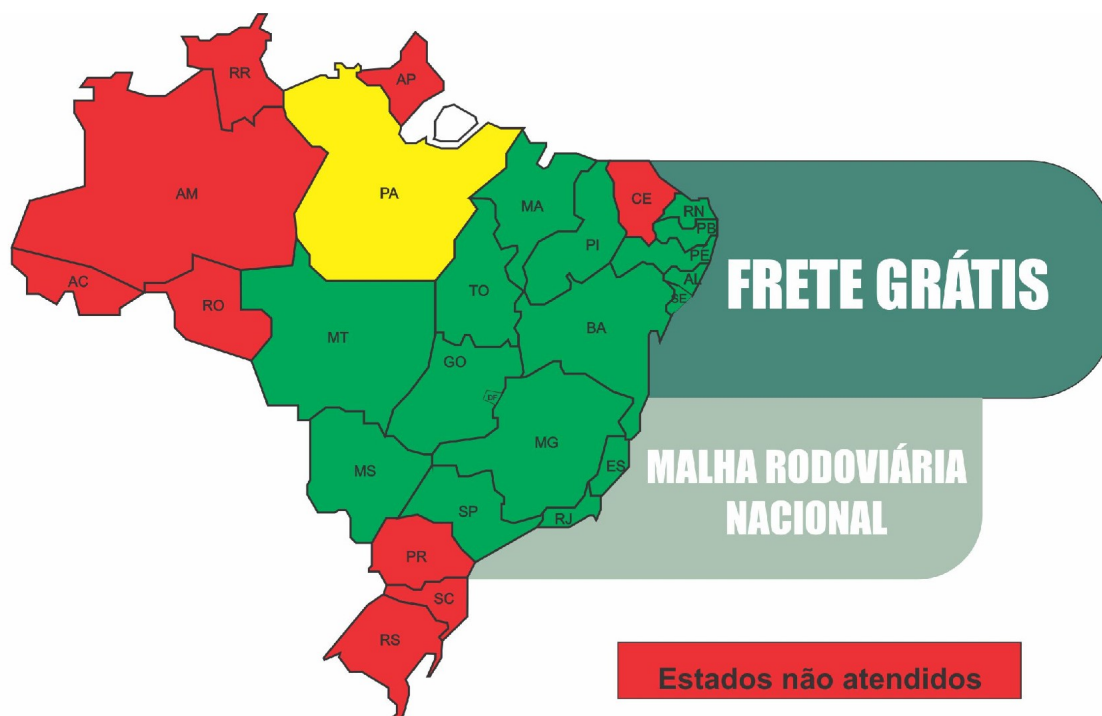 RR
AP
AM
PA
MA
CE
RN
PB
PI
PE
AL
SE
AC
RO
TO
MT
BA
GO
DF
MG
ES
MS
SP
RJ
PR
SC
RS
FRETE GRÁTIS
MALHA RODOVIÁRIA
NACIONAL
Estados não atendidos